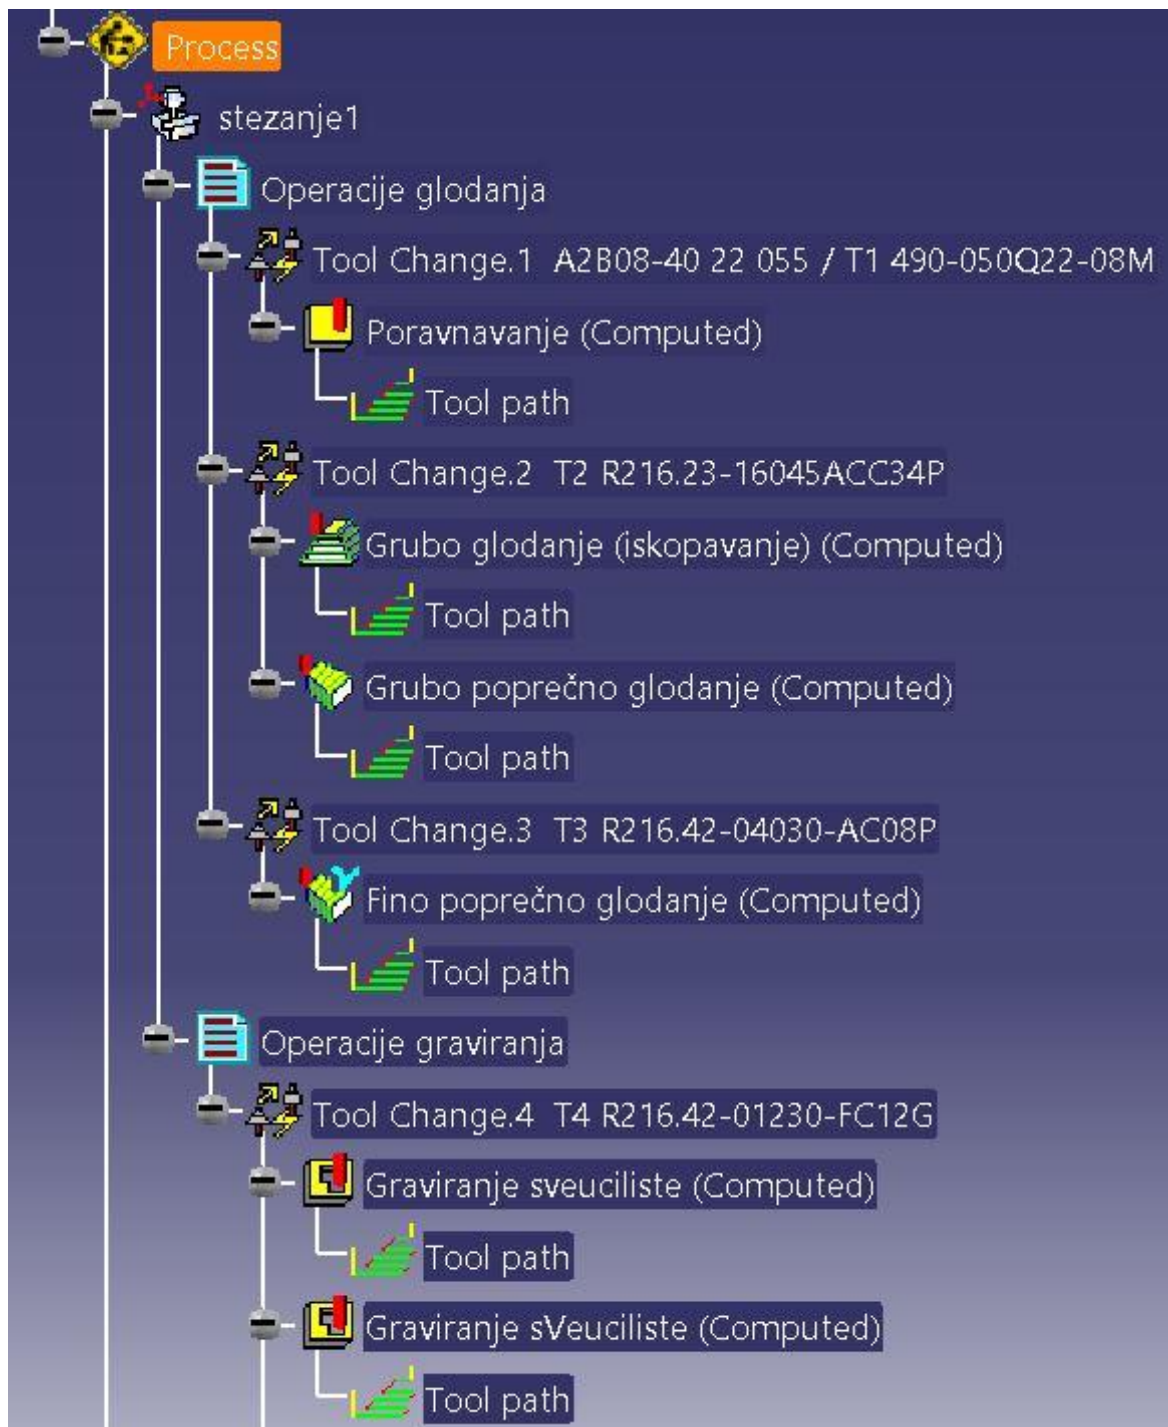 Process
stezanje1
Operacije glodanja
Tool Change.1  A2B08-40 22 055 / T1 490-050Q22-08M
Poravnavanje (Computed)
Tool path
Tool Change.2  T2 R216.23-16045ACC34P
Grubo glodanje (iskopavanje) (Computed)
Tool path
Grubo poprečno glodanje (Computed)
Tool path
Tool Change.3  T3 R216.42-04030-AC08P
Fino poprečno glodanje (Computed)
Tool path
Operacije graviranja
Tool Change.4  T4 R216.42-01230-FC12G
Graviranje sveuciliste (Computed)
Tool path
Graviranje sVeuciliste (Computed)
Tool path